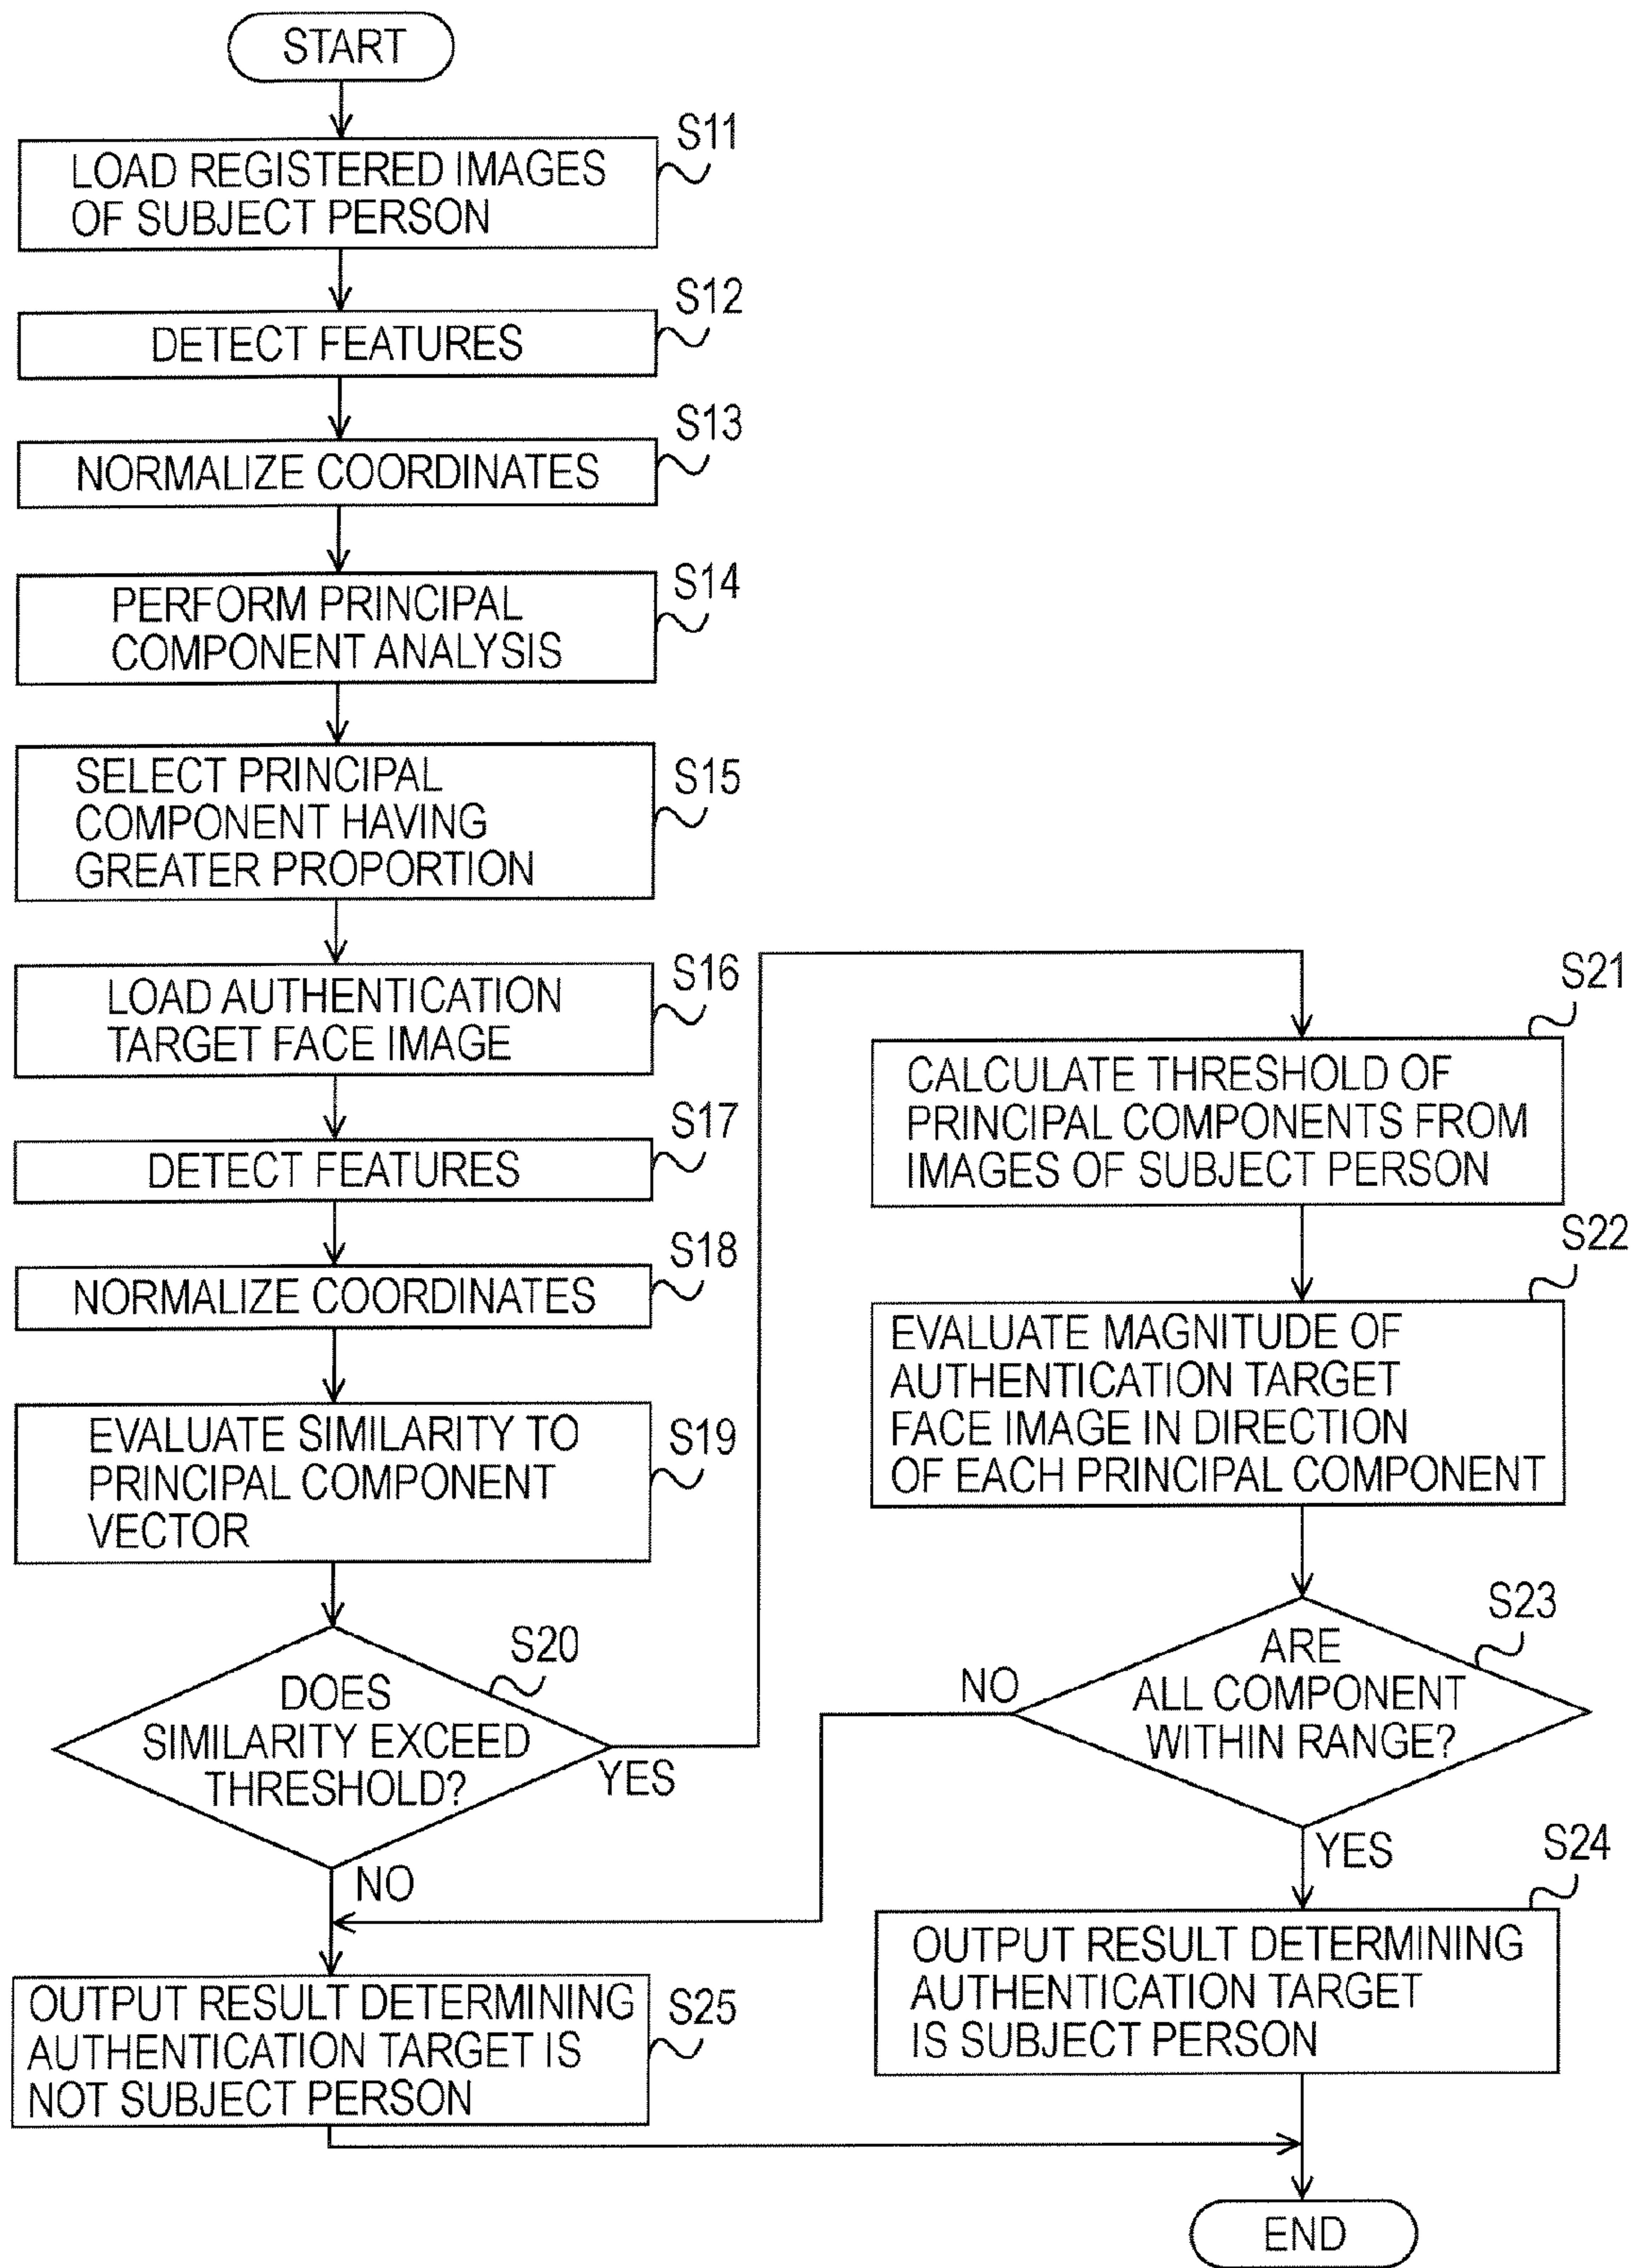 START
S11
LOAD REGISTERED IMAGES
OF SUBJECT PERSON
S12
DETECT FEATURES
S13
NORMALIZE COORDINATES
S14
PERFORM PRINCIPAL
COMPONENT ANALYSIS
S15
SELECT PRINCIPAL
COMPONENT HAVING
GREATER PROPORTION
S16
LOAD AUTHENTICATION
TARGET FACE IMAGE
S17
DETECT FEATURES
S18
NORMALIZE COORDINATES
S19
EVALUATE SIMILARITY TO
PRINCIPAL COMPONENT
VECTOR
S20
DOES
SIMILARITY EXCEED
THRESHOLD?
YES
NO
S21
CALCULATE THRESHOLD OF
PRINCIPAL COMPONENTS FROM
IMAGES OF SUBJECT PERSON
S22
EVALUATE MAGNITUDE OF
AUTHENTICATION TARGET
FACE IMAGE IN DIRECTION
OF EACH PRINCIPAL COMPONENT
S23
ARE
ALL COMPONENT
WITHIN RANGE?
NO
YES
S24
OUTPUT RESULT DETERMINING
AUTHENTICATION TARGET
IS SUBJECT PERSON
S25
OUTPUT RESULT DETERMINING
AUTHENTICATION TARGET IS
NOT SUBJECT PERSON
END